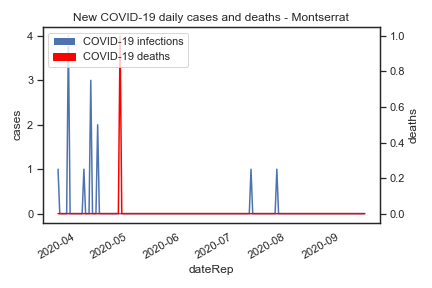 New COVID-19 daily cases and deaths - Montserrat
COVID-19 infections
COVID-19 deaths
4
3
2
1
0
cases
1.0
0.8
0.6
0.4
0.2
0.0
deaths
2020-04
2020-05
2020-06
2020-07
2020-08
2020-09
dateRep